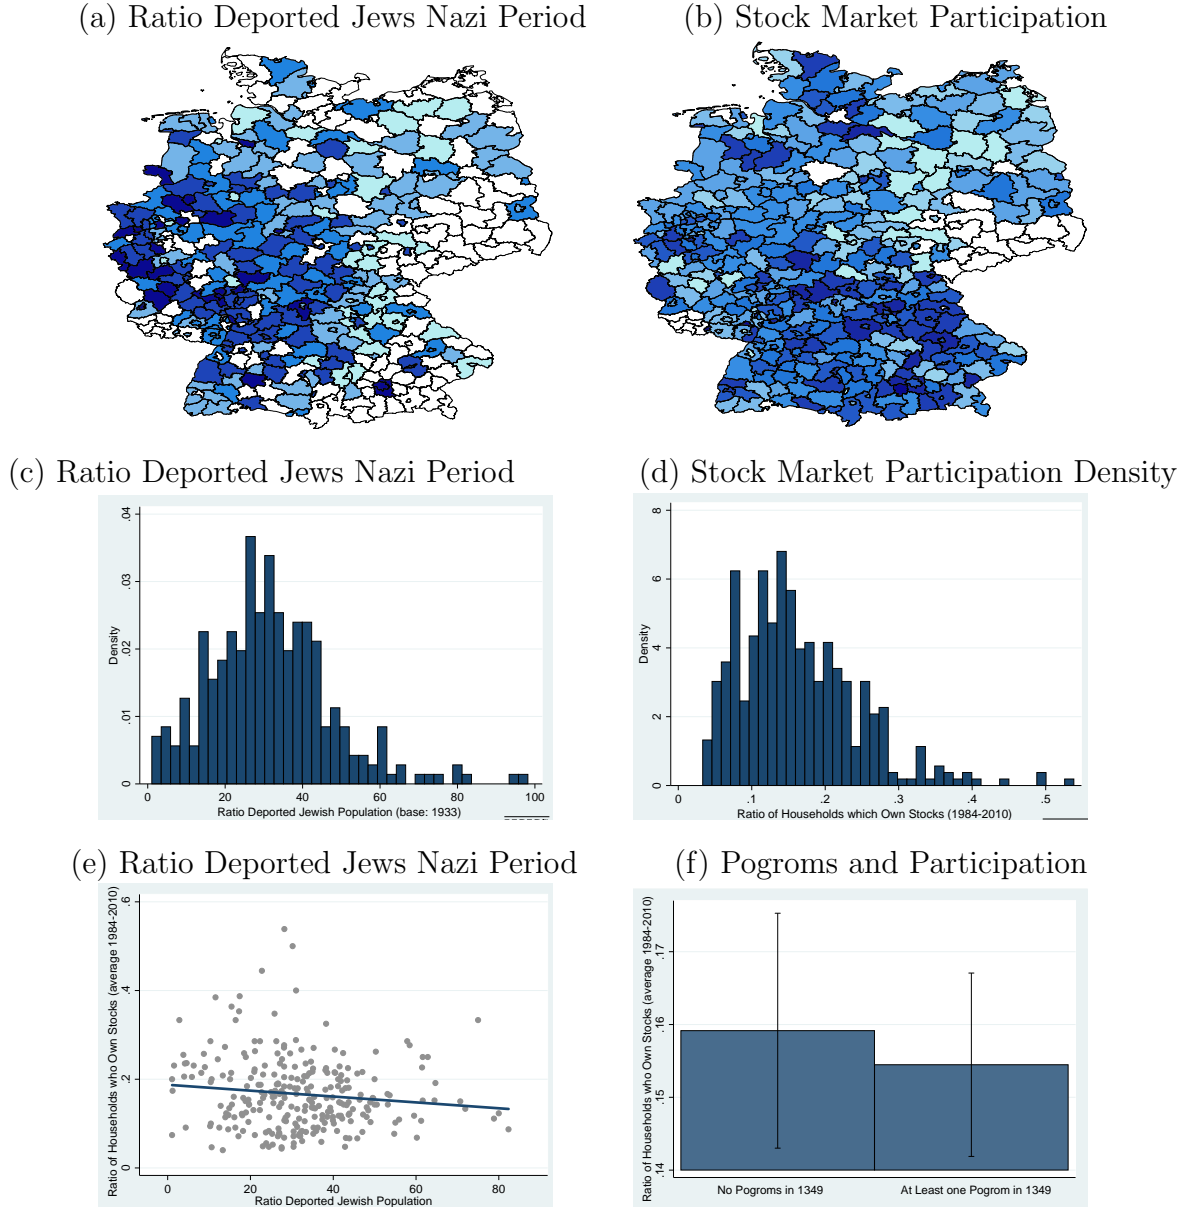 (a) Ratio Deported Jews Nazi Period
(b) Stock Market Participation
(c) Ratio Deported Jews Nazi Period
(d) Stock Market Participation Density
Density
0
.01
.02
.03
.04
0
20
40
60
80
100
Ratio Deported Jewish Population (base: 1933)
Density
0
2
4
6
8
0
.1
.2
.3
.4
.5
Ratio of Households which Own Stocks (1984-2010)
(e) Ratio Deported Jews Nazi Period
(f) Pogroms and Participation
Ratio of Households who Own Stocks (average 1984-2010)
0
.2
.4
.6
0
20
40
60
80
Ratio Deported Jewish Population
Ratio of Households who Own Stocks (average 1984-2010)
.14
.15
.16
.17
No Pogroms in 1349
At Least one Pogrom in 1349